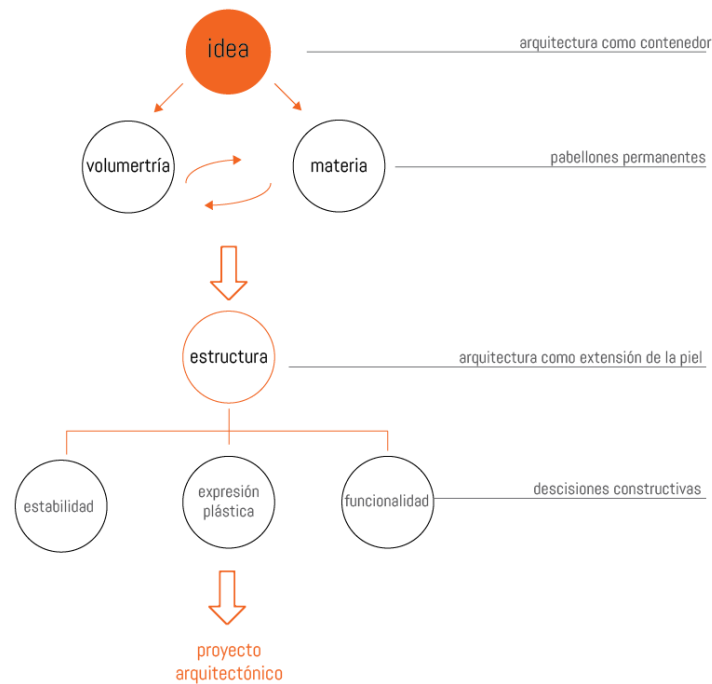 idea
arquitectura como contenedor
volumertría
materia
pabellones permanentes
estructura
arquitectura como extensión de la piel
estabilidad
expresión
plástica
funcionalidad
descisiones constructivas
proyecto
arquitectónico